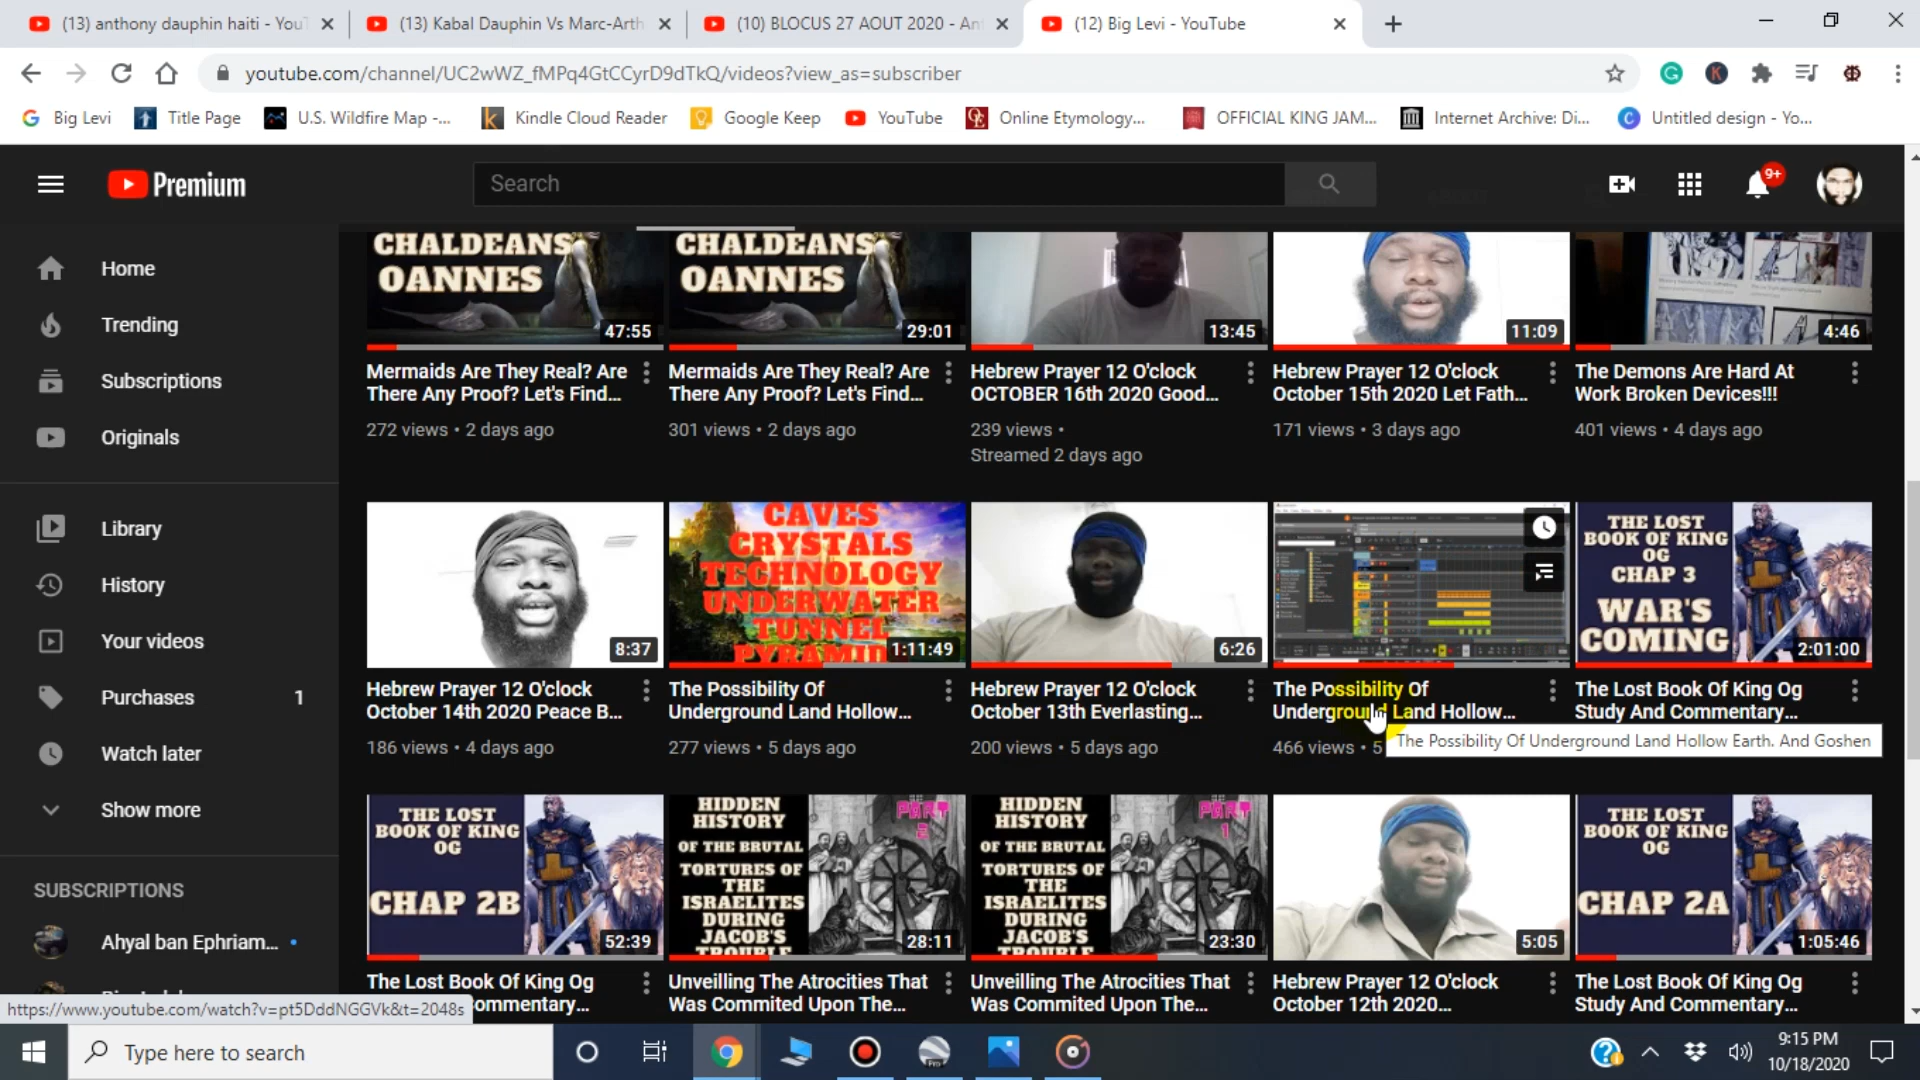 (13) anthony dauphin haiti - You
(13) Kabal Dauphin Vs Marc-Arth
(10) BLOCUS 27 AOUT 2020 - An
(12) Big Levi - YouTube
youtube.com/channel/UC2wWZ_fMPq4GtCCyrD9dTkQ/videos?view_as=subscriber
Big Levi
Title Page
U.S. Wildfire Map -...
Kindle Cloud Reader
Google Keep
YouTube
Online Etymology...
OFFICIAL KING JAM...
Internet Archive: Di...
Untitled design - Yo...
Premium
Search
9+
Home
Trending
Subscriptions
Originals
Library
History
Your videos
Purchases 1
Watch later
Show more
SUBSCRIPTIONS
Ahyal ban Ephriam...
CHALDEANS
OANNES
47:55
CHALDEANS
OANNES
29:01
13:45
11:09
4:46
Mermaids Are They Real? Are
There Any Proof? Let's Find...
272 views • 2 days ago
Mermaids Are They Real? Are
There Any Proof? Let's Find...
301 views • 2 days ago
Hebrew Prayer 12 O'clock
OCTOBER 16th 2020 Good...
239 views •
Streamed 2 days ago
Hebrew Prayer 12 O'clock
October 15th 2020 Let Fath...
171 views • 3 days ago
The Demons Are Hard At
Work Broken Devices!!!
401 views • 4 days ago
8:37
CAVES
CRYSTALS
TECHNOLOGY
UNDERWATER
TUNNEL
PYRAMID
1:11:49
6:26
THE LOST
BOOK OF KING
OG
CHAP 3
WAR'S
COMING
2:01:00
Hebrew Prayer 12 O'clock
October 14th 2020 Peace B...
186 views • 4 days ago
The Possibility Of
Underground Land Hollow...
277 views • 5 days ago
Hebrew Prayer 12 O'clock
October 13th Everlasting...
200 views • 5 days ago
The Possibility Of
Underground Land Hollow...
466 views • 5
The Possibility Of Underground Land Hollow Earth. And Goshen
The Lost Book Of King Og
Study And Commentary...
THE LOST
BOOK OF KING
OG
CHAP 2B
52:39
HIDDEN
HISTORY
OF THE BRUTAL
TORTURES OF
THE
ISRAELITES
DURING
JACOB'S
TROUBLE
PART
2
28:11
HIDDEN
HISTORY
OF THE BRUTAL
TORTURES OF
THE
ISRAELITES
DURING
JACOB'S
TROUBLE
PART
1
23:30
5:05
THE LOST
BOOK OF KING
OG
CHAP 2A
1:05:46
The Lost Book Of King Og
ommentary...
Unveilling The Atrocities That
Was Commited Upon The...
Unveilling The Atrocities That
Was Commited Upon The...
Hebrew Prayer 12 O'clock
October 12th 2020...
The Lost Book Of King Og
Study And Commentary...
https://www.youtube.com/watch?v=pt5DddNGGVk&t=2048s
Type here to search
9:15 PM
10/18/2020